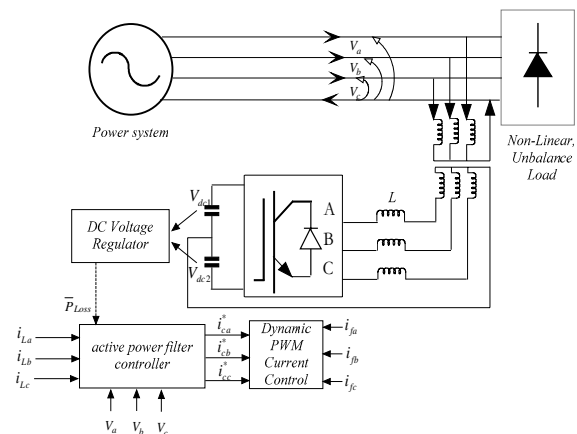 V_a
V_b
V_c
Power system
Non-Linear,
Unbalance
Load
V_dc1
A
L
DC Voltage
Regulator
B
C
V_dc2
P̅_Loss
i_La
i_Lb
i_Lc
active power filter
controller
i*_ca
i*_cb
i*_cc
Dynamic
PWM
Current
Control
i_fa
i_fb
i_fc
V_a V_b V_c